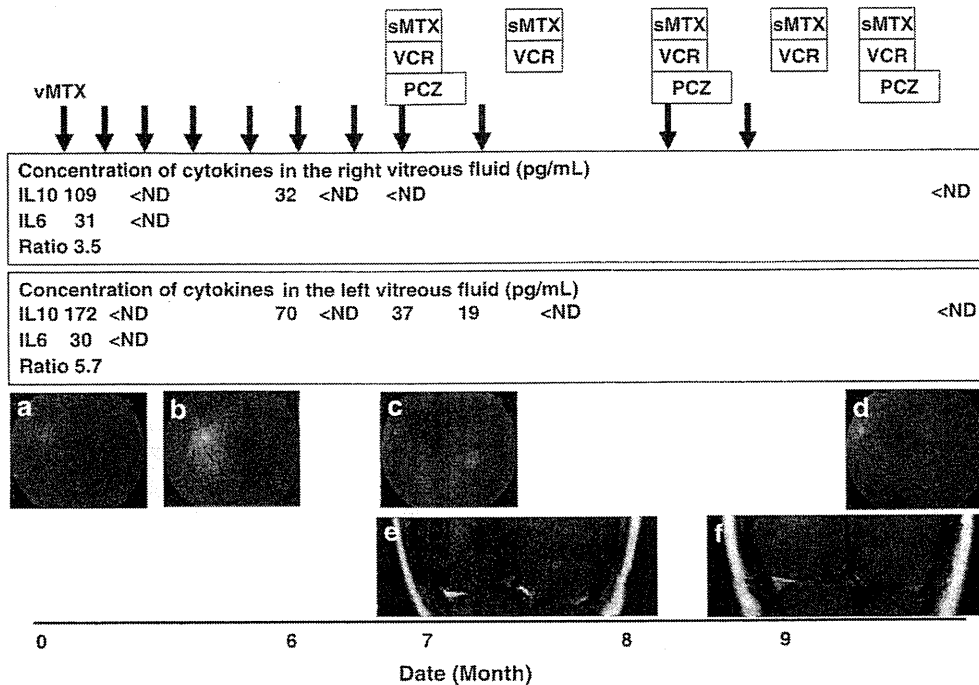 sMTX sMTX sMTX sMTX sMTX
VCR VCR VCR VCR VCR
PCZ PCZ PCZ
vMTX
Concentration of cytokines in the right vitreous fluid (pg/mL)
IL10 109 <ND 32 <ND <ND <ND
IL6 31 <ND
Ratio 3.5
Concentration of cytokines in the left vitreous fluid (pg/mL)
IL10 172 <ND 70 <ND 37 19 <ND <ND
IL6 30 <ND
Ratio 5.7
a b c d
e f
0 6 7 8 9
Date (Month)